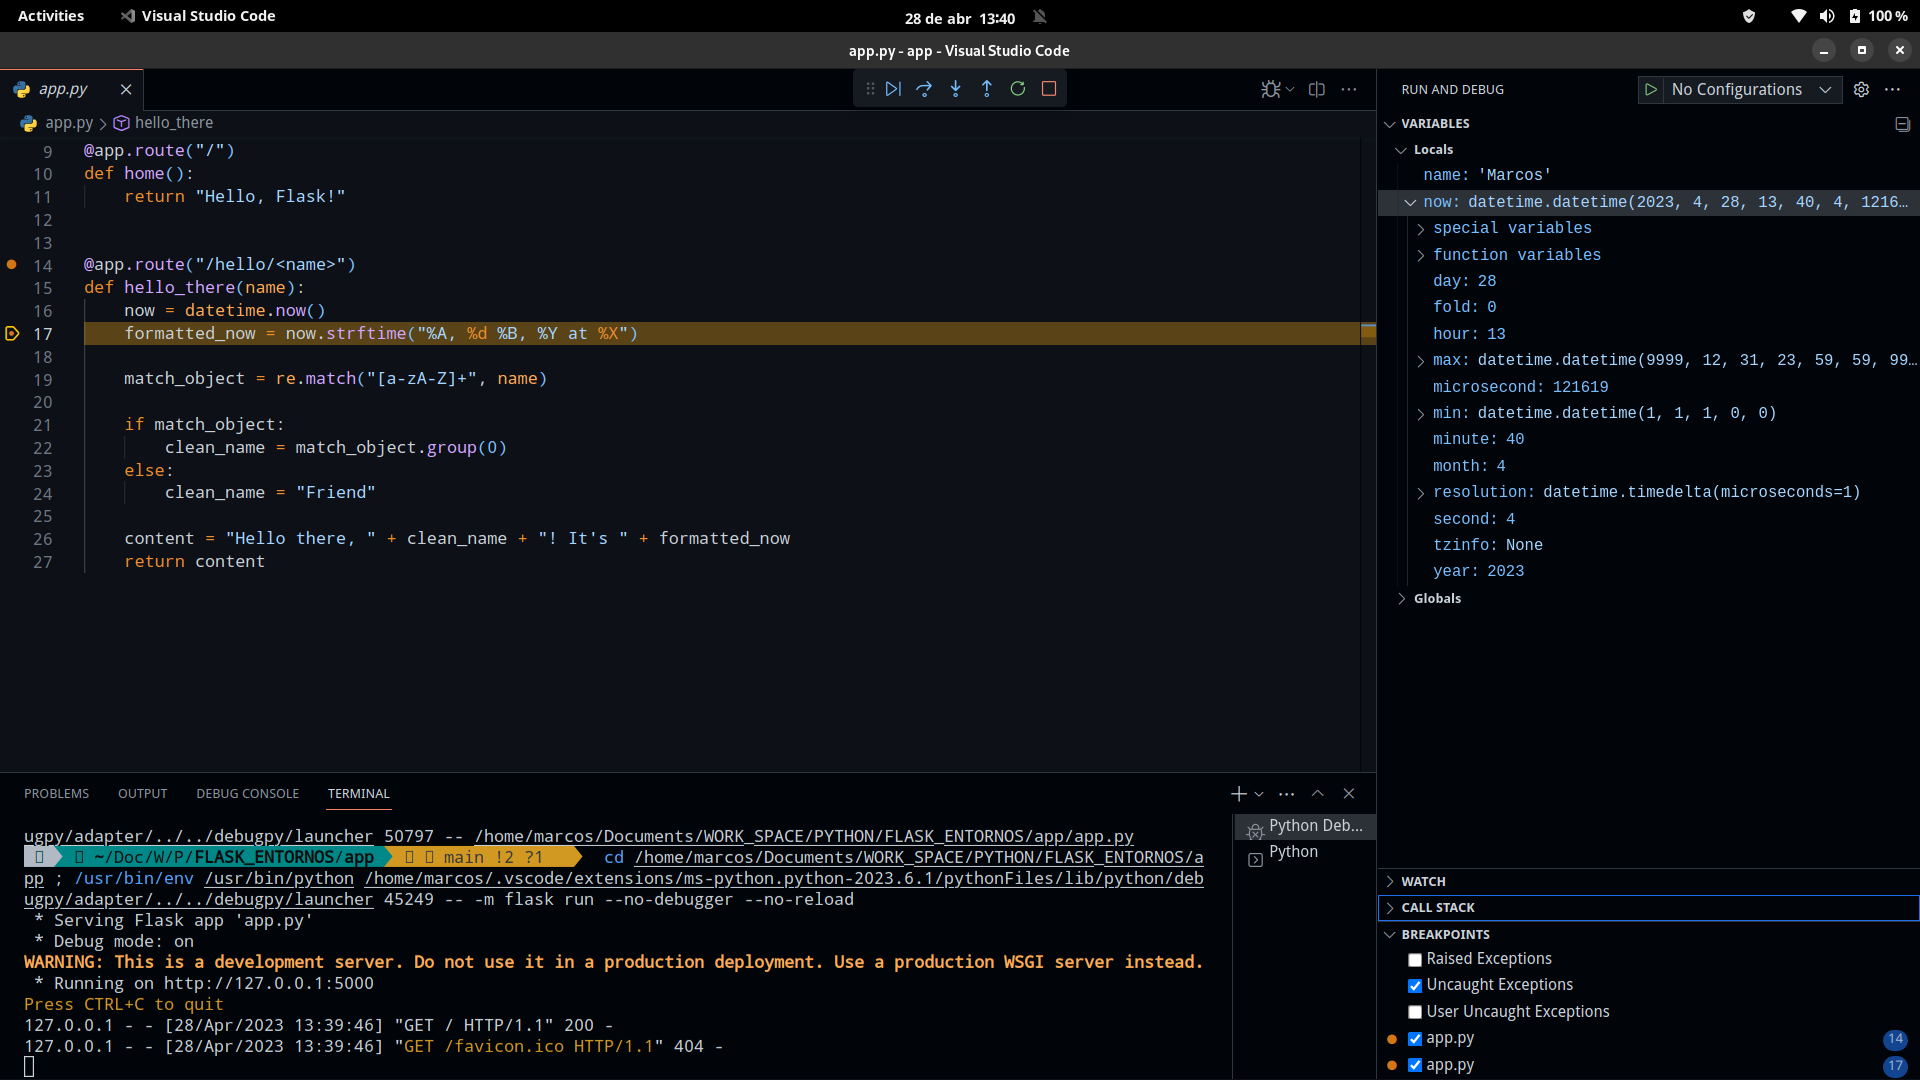 Activities
Visual Studio Code
28 de abr 13:40
100 %
app.py - app - Visual Studio Code
app.py
app.py
hello_there
9 @app.route("/")
10 def home():
11 return "Hello, Flask!"
12
13
14 @app.route("/hello/<name>")
15 def hello_there(name):
16 now = datetime.now()
17 formatted_now = now.strftime("%A, %d %B, %Y at %X")
18
19 match_object = re.match("[a-zA-Z]+", name)
20
21 if match_object:
22 clean_name = match_object.group(0)
23 else:
24 clean_name = "Friend"
25
26 content = "Hello there, " + clean_name + "! It's " + formatted_now
27 return content
PROBLEMS
OUTPUT
DEBUG CONSOLE
TERMINAL
ugpy/adapter/../../debugpy/launcher 50797 -- /home/marcos/Documents/WORK_SPACE/PYTHON/FLASK_ENTORNOS/app/app.py
~/Doc/W/P/FLASK_ENTORNOS/app main !2 ?1 cd /home/marcos/Documents/WORK_SPACE/PYTHON/FLASK_ENTORNOS/a
pp ; /usr/bin/env /usr/bin/python /home/marcos/.vscode/extensions/ms-python.python-2023.6.1/pythonFiles/lib/python/deb
ugpy/adapter/../../debugpy/launcher 45249 -- -m flask run --no-debugger --no-reload
* Serving Flask app 'app.py'
* Debug mode: on
WARNING: This is a development server. Do not use it in a production deployment. Use a production WSGI server instead.
* Running on http://127.0.0.1:5000
Press CTRL+C to quit
127.0.0.1 - - [28/Apr/2023 13:39:46] "GET / HTTP/1.1" 200 -
127.0.0.1 - - [28/Apr/2023 13:39:46] "GET /favicon.ico HTTP/1.1" 404 -
Python Deb...
Python
RUN AND DEBUG
No Configurations
VARIABLES
Locals
name: 'Marcos'
now: datetime.datetime(2023, 4, 28, 13, 40, 4, 1216…
special variables
function variables
day: 28
fold: 0
hour: 13
max: datetime.datetime(9999, 12, 31, 23, 59, 59, 99…
microsecond: 121619
min: datetime.datetime(1, 1, 1, 0, 0)
minute: 40
month: 4
resolution: datetime.timedelta(microseconds=1)
second: 4
tzinfo: None
year: 2023
Globals
WATCH
CALL STACK
BREAKPOINTS
Raised Exceptions
Uncaught Exceptions
User Uncaught Exceptions
app.py 14
app.py 17